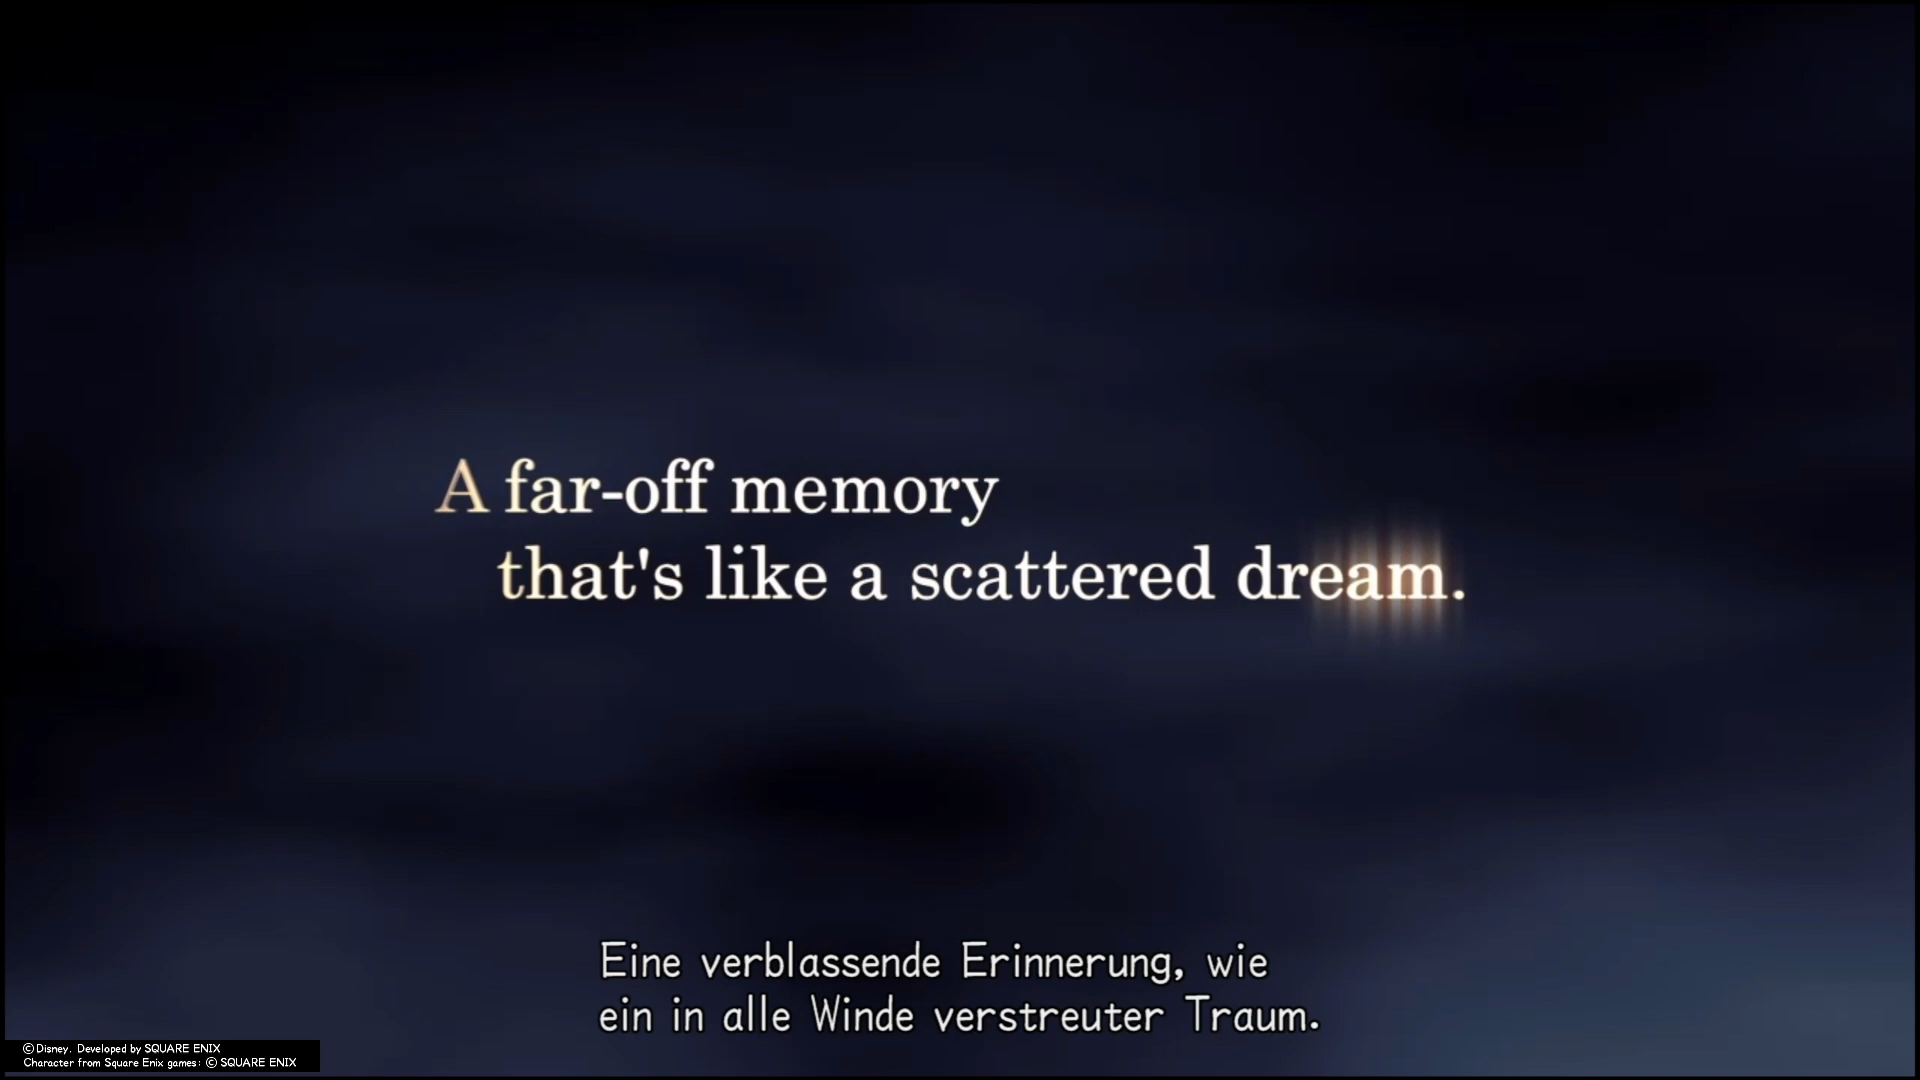 A far-off memory
that's like a scattered dream.
Eine verblassende Erinnerung, wie
ein in alle Winde verstreuter Traum.
©Disney. Developed by SQUARE ENIX
Character from Square Enix games: © SQUARE ENIX